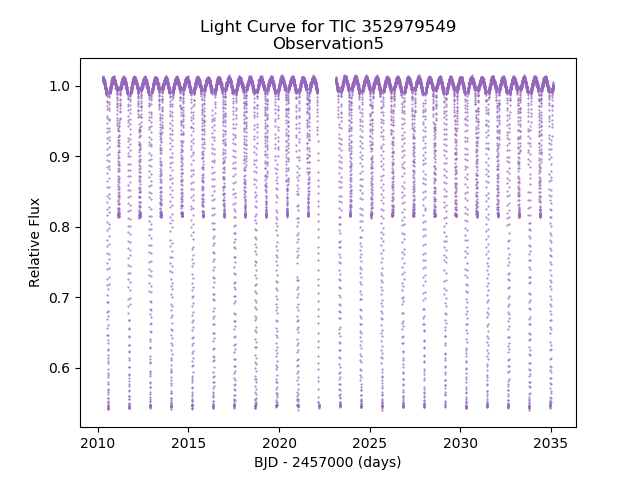 Light Curve for TIC 352979549
Observation5
1.0
0.9
0.8
0.7
0.6
Relative Flux
2010
2015
2020
2025
2030
2035
BJD - 2457000 (days)